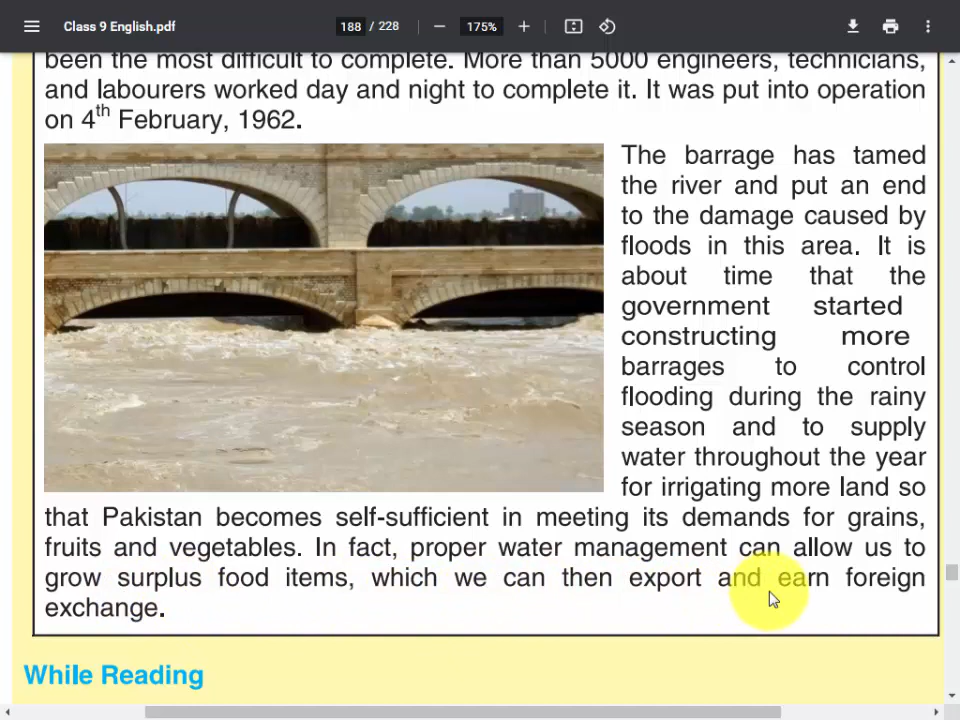 Class 9 English.pdf
188 / 228
175%
been the most difficult to complete. More than 5000 engineers, technicians,
and labourers worked day and night to complete it. It was put into operation
on 4th February, 1962.
The barrage has tamed
the river and put an end
to the damage caused by
floods in this area. It is
about time that the
government started
constructing more
barrages to control
flooding during the rainy
season and to supply
water throughout the year
for irrigating more land so
that Pakistan becomes self-sufficient in meeting its demands for grains,
fruits and vegetables. In fact, proper water management can allow us to
grow surplus food items, which we can then export and earn foreign
exchange.
While Reading